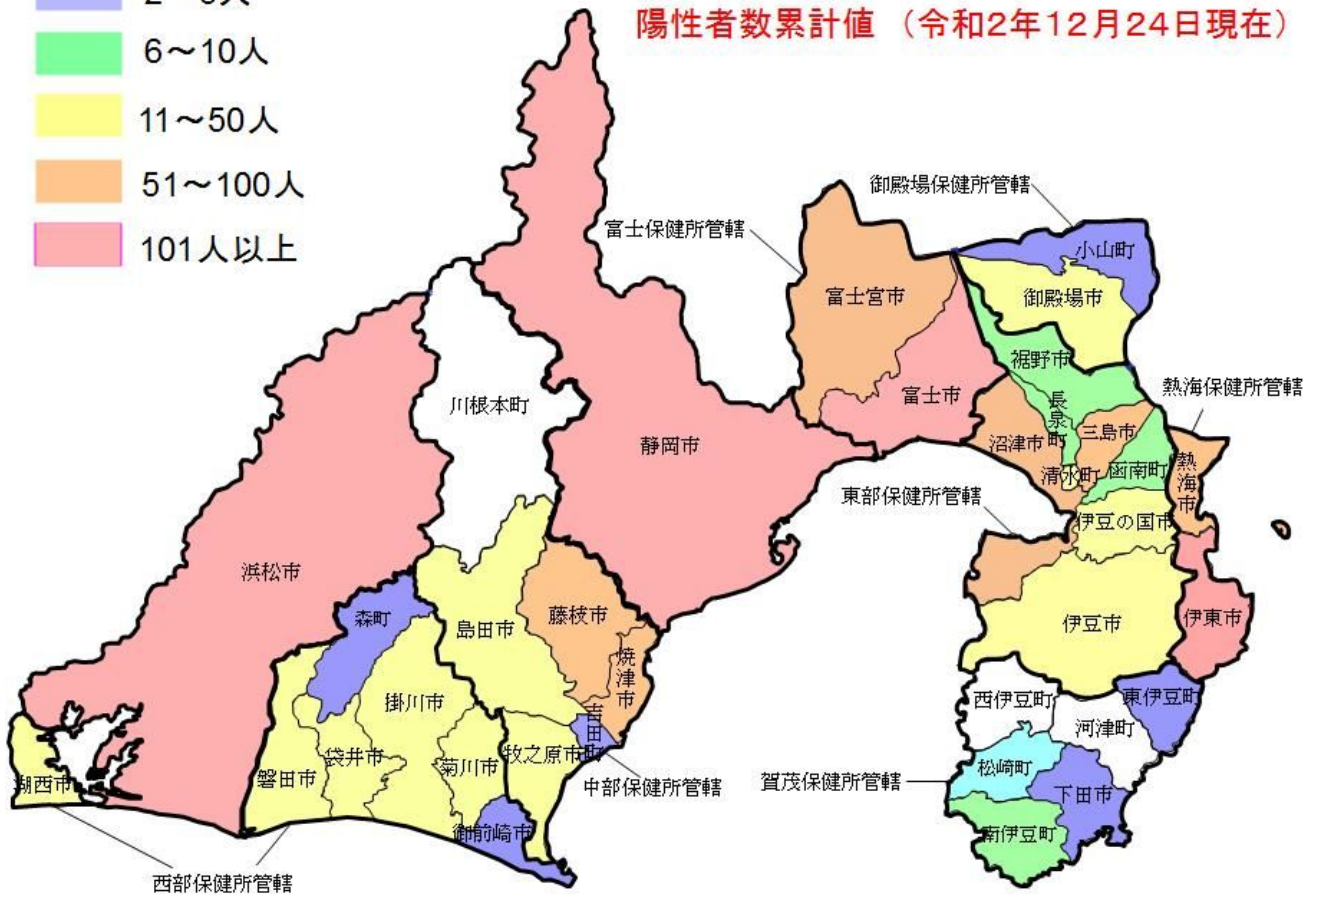 2～5人
陽性者数累計値（令和2年12月24日現在）
6～10人
11～50人
51～100人
101人以上
御殿場保健所管轄
富士保健所管轄
小山町
富士宮市
御殿場市
裾野市
熱海保健所管轄
川根本町
富士市
長泉町
沼津市
三島市
静岡市
清水町
函南町
熱海市
東部保健所管轄
伊豆の国市
浜松市
森町
島田市
藤枝市
伊豆市
伊東市
焼津市
掛川市
西伊豆町
東伊豆町
吉田町
河津町
袋井市
牧之原市
磐田市
菊川市
湖西市
松崎町
中部保健所管轄
賀茂保健所管轄
下田市
御前崎市
南伊豆町
西部保健所管轄